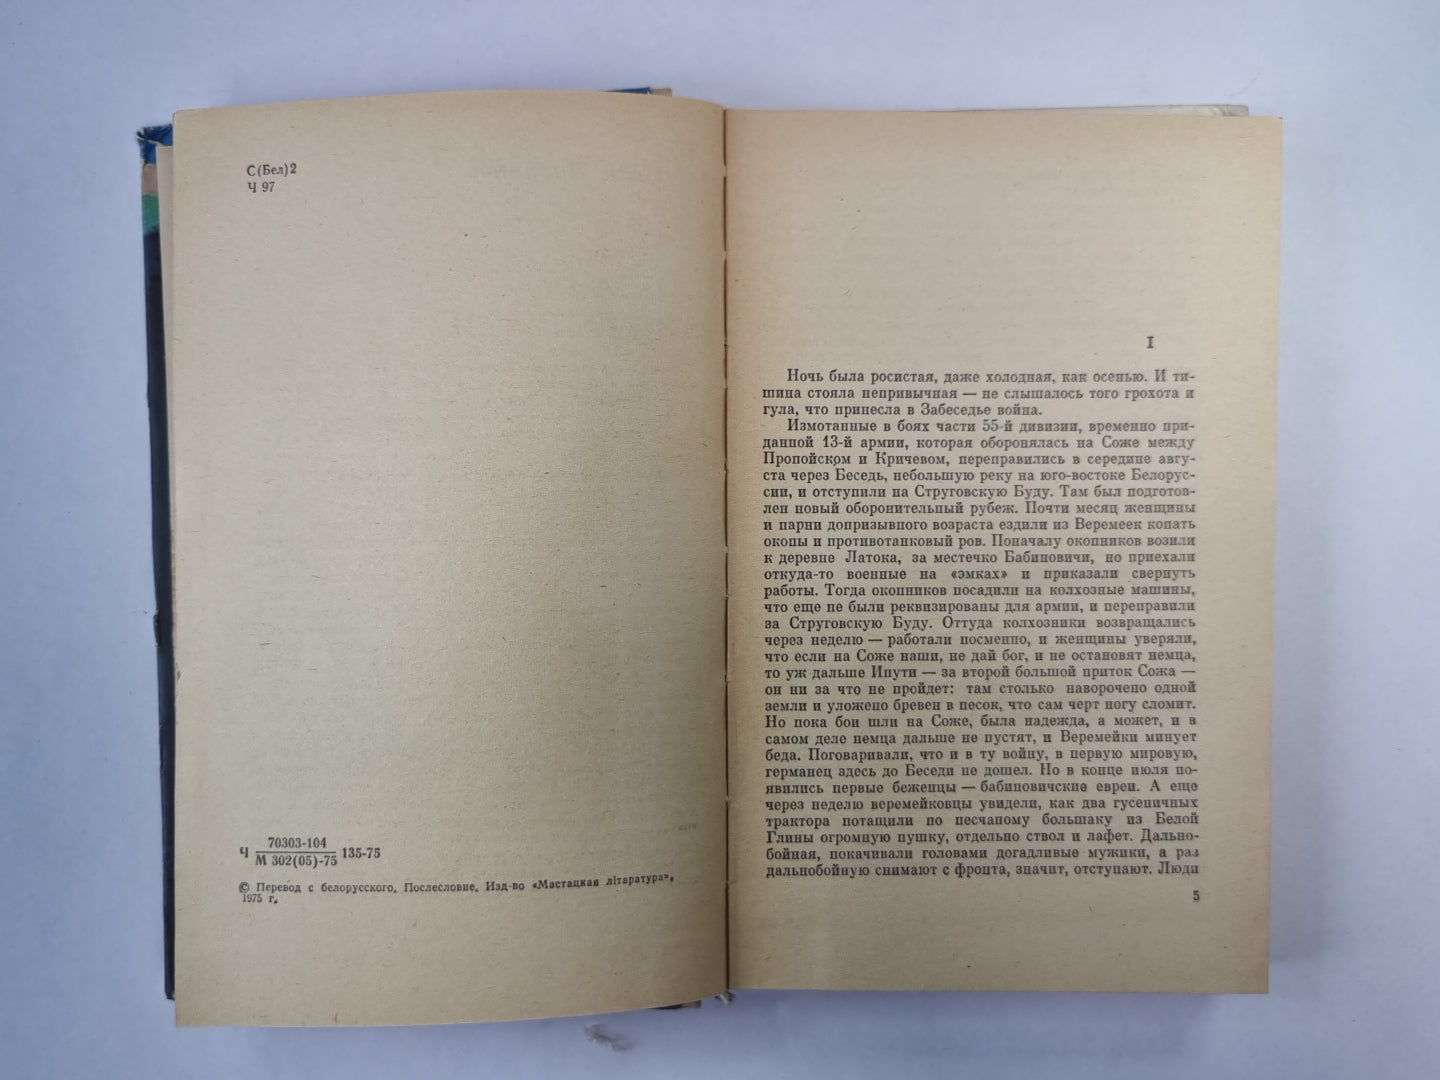 С(Бел)2
Ч 97
Ч 70303-104 135-75
М 302(05)-75
© Перевод с белорусского. Послесловие. Изд-во «Мастацкая літаратура»,
1975 г.
I
Ночь была росистая, даже холодная, как осенью. И ти-
шина стояла непривычная — не слышалось того грохота и
гула, что принесла в Забеседье война.
Измотанные в боях части 55-й дивизии, временно при-
данной 13-й армии, которая оборонялась на Соже между
Пропойском и Кричевом, переправились в середине авгу-
ста через Беседь, небольшую реку на юго-востоке Белорус-
сии, и отступили на Струговскую Буду. Там был подготов-
лен новый оборонительный рубеж. Почти месяц женщины
и парни допризывного возраста ездили из Веремеек копать
окопы и противотанковый ров. Поначалу окопников возили
к деревне Латока, за местечко Бабиновичи, но приехали
откуда-то военные на «эмках» и приказали свернуть
работы. Тогда окопников посадили на колхозные машины,
что еще не были реквизированы для армии, и переправили
за Струговскую Буду. Оттуда колхозники возвращались
через неделю — работали посменно, и женщины уверяли,
что если на Соже наши, не дай бог, и не остановят немца,
то уж дальше Ипути — за второй большой приток Сожа —
он ни за что не пройдет: там столько наворочено одной
земли и уложено бревен в песок, что сам черт ногу сломит.
Но пока бои шли на Соже, была надежда, а может, и в
самом деле немца дальше не пустят, и Веремейки минует
беда. Поговаривали, что и в ту войну, в первую мировую,
германец здесь до Беседи не дошел. Но в конце июля по-
явились первые беженцы — бабиновичские евреи. А еще
через неделю веремейковцы увидели, как два гусеничных
трактора потащили по песчаному большаку из Белой
Глины огромную пушку, отдельно ствол и лафет. Дально-
бойная, покачивали головами догадливые мужики, а раз
дальнобойную снимают с фронта, значит, отступают. Люди
5